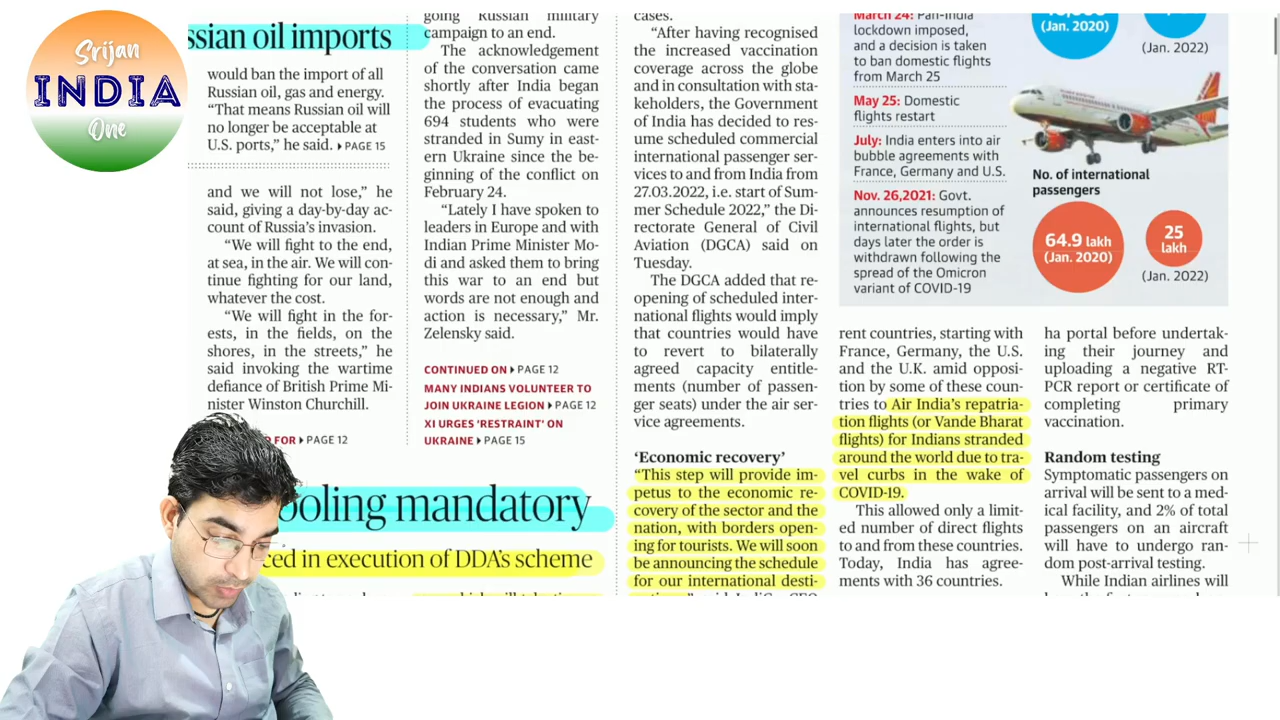 Srijan
INDIA
One
ssian oil imports
would ban the import of all
Russian oil, gas and energy.
“That means Russian oil will
no longer be acceptable at
U.S. ports,” he said. PAGE 15
and we will not lose,” he
said, giving a day-by-day ac-
count of Russia’s invasion.
“We will fight to the end,
at sea, in the air. We will con-
tinue fighting for our land,
whatever the cost.
“We will fight in the for-
ests, in the fields, on the
shores, in the streets,” he
said invoking the wartime
defiance of British Prime Mi-
nister Winston Churchill.
FOR PAGE 12
going Russian military
campaign to an end.
The acknowledgement
of the conversation came
shortly after India began
the process of evacuating
694 students who were
stranded in Sumy in east-
ern Ukraine since the be-
ginning of the conflict on
February 24.
“Lately I have spoken to
leaders in Europe and with
Indian Prime Minister Mo-
di and asked them to bring
this war to an end but
words are not enough and
action is necessary,” Mr.
Zelensky said.
CONTINUED ON PAGE 12
MANY INDIANS VOLUNTEER TO
JOIN UKRAINE LEGION PAGE 12
XI URGES ‘RESTRAINT’ ON
UKRAINE PAGE 15
ooling mandatory
ced in execution of DDA’s scheme
cases.
“After having recognised
the increased vaccination
coverage across the globe
and in consultation with sta-
keholders, the Government
of India has decided to res-
ume scheduled commercial
international passenger ser-
vices to and from India from
27.03.2022, i.e. start of Sum-
mer Schedule 2022,” the Di-
rectorate General of Civil
Aviation (DGCA) said on
Tuesday.
The DGCA added that re-
opening of scheduled inter-
national flights would imply
that countries would have
to revert to bilaterally
agreed capacity entitle-
ments (number of passen-
ger seats) under the air ser-
vice agreements.
‘Economic recovery’
“This step will provide im-
petus to the economic re-
covery of the sector and the
nation, with borders open-
ing for tourists. We will soon
be announcing the schedule
for our international desti-
March 24: Pan-India
lockdown imposed,
and a decision is taken
to ban domestic flights
from March 25
May 25: Domestic
flights restart
July: India enters into air
bubble agreements with
France, Germany and U.S.
Nov. 26,2021: Govt.
announces resumption of
international flights, but
days later the order is
withdrawn following the
spread of the Omicron
variant of COVID-19
(Jan. 2020)
(Jan. 2022)
No. of international
passengers
64.9 lakh
(Jan. 2020)
25
lakh
(Jan. 2022)
rent countries, starting with
France, Germany, the U.S.
and the U.K. amid opposi-
tion by some of these coun-
tries to Air India’s repatria-
tion flights (or Vande Bharat
flights) for Indians stranded
around the world due to tra-
vel curbs in the wake of
COVID-19.
This allowed only a limit-
ed number of direct flights
to and from these countries.
Today, India has agree-
ments with 36 countries.
ha portal before undertak-
ing their journey and
uploading a negative RT-
PCR report or certificate of
completing primary
vaccination.
Random testing
Symptomatic passengers on
arrival will be sent to a med-
ical facility, and 2% of total
passengers on an aircraft
will have to undergo ran-
dom post-arrival testing.
While Indian airlines will